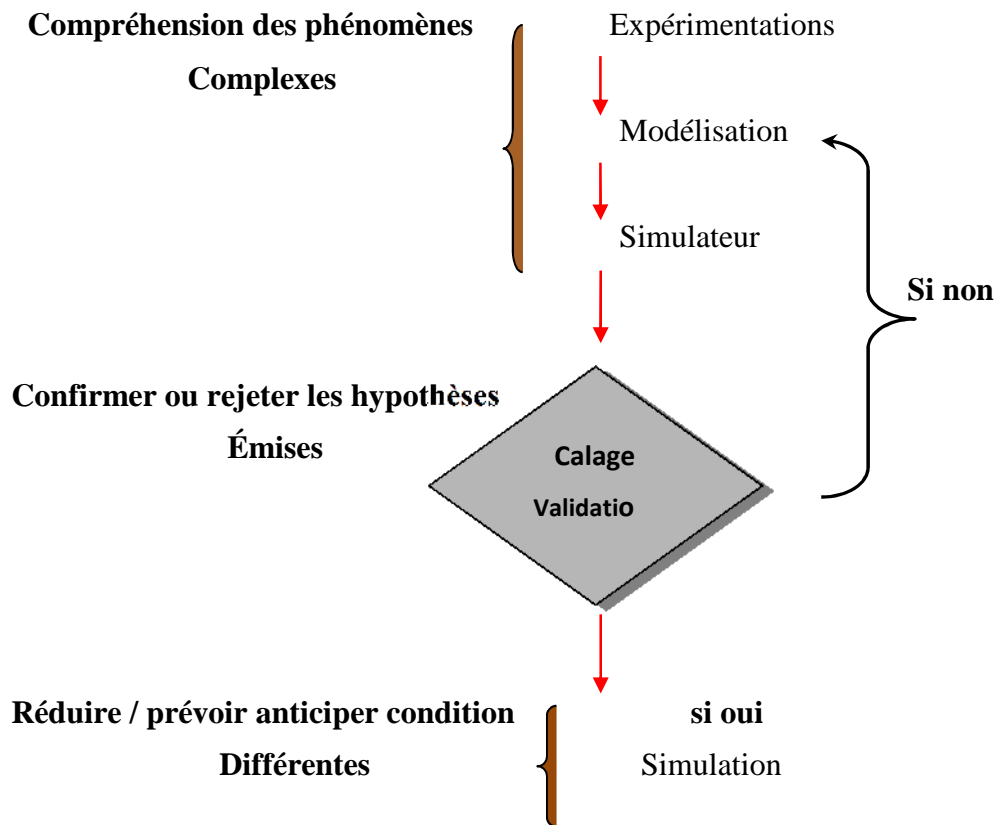 Compréhension des phénomènes
Complexes
Expérimentations
Modélisation
Simulateur
Si non
Confirmer ou rejeter les hypothèses
Émises
Calage
Validatio
Réduire / prévoir anticiper condition
Différentes
si oui
Simulation